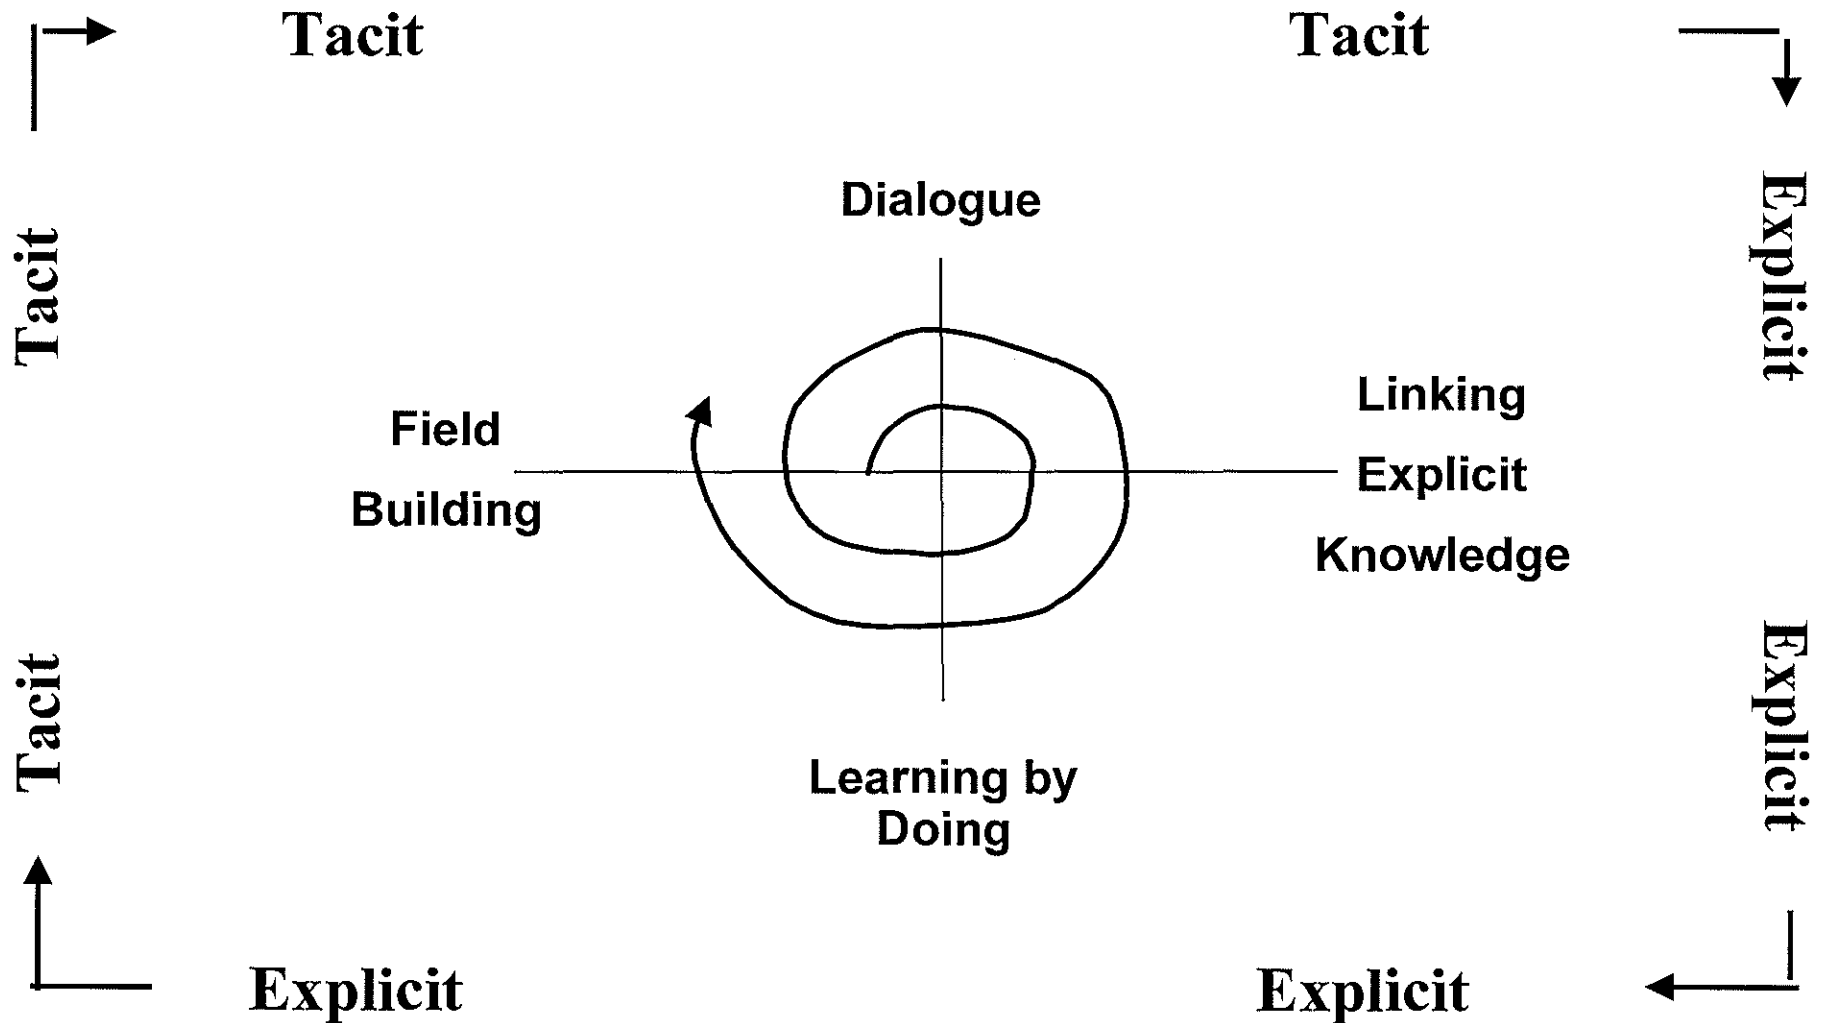 Tacit
Tacit
Tacit
Explicit
Dialogue
Field
Building
Linking
Explicit
Knowledge
Tacit
Explicit
Learning by
Doing
Explicit
Explicit